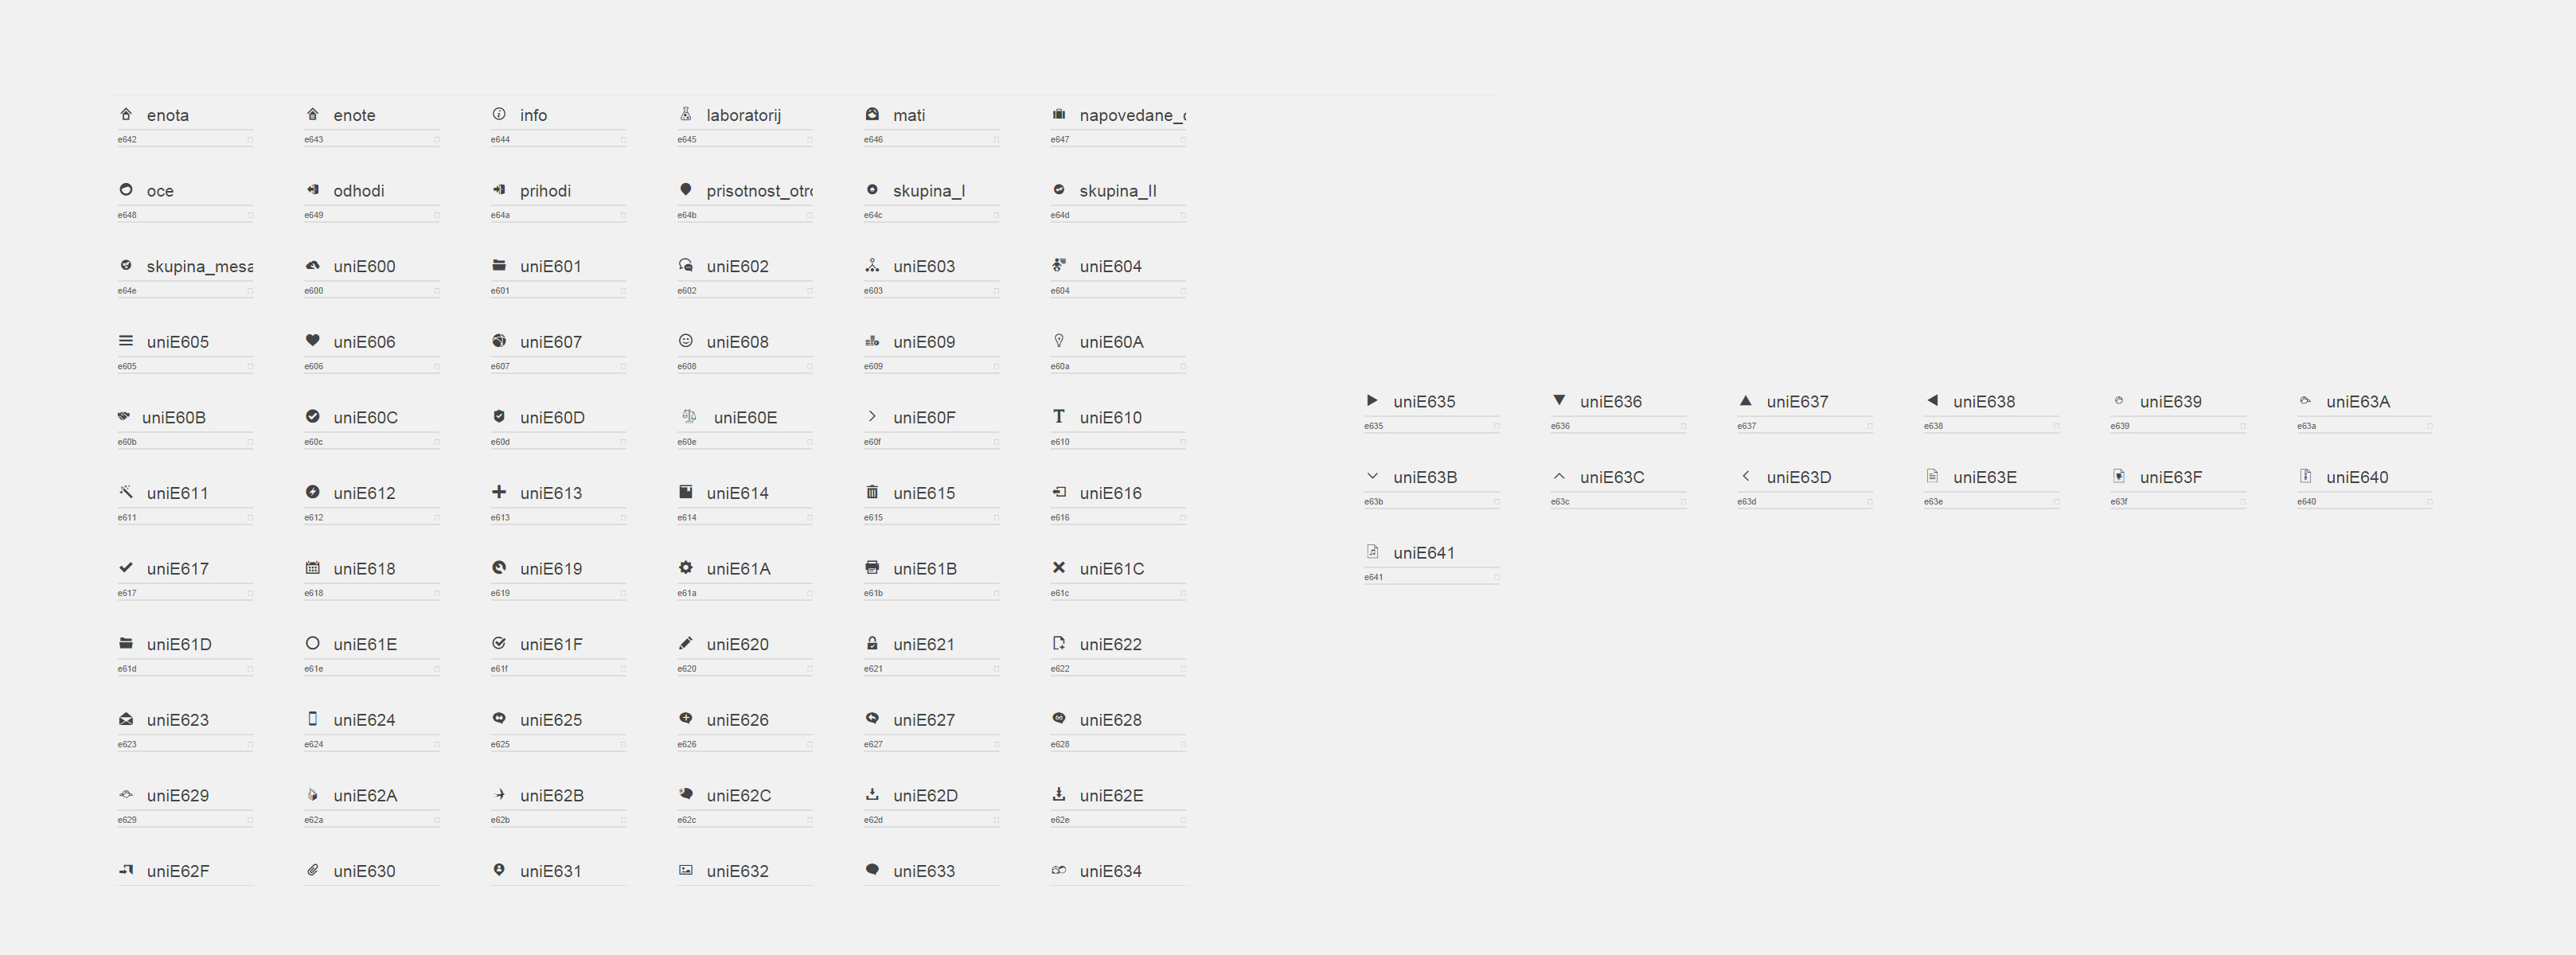 enota enote info laboratorij mati napovedane_
e642 e643 e644 e645 e646 e647
oce odhodi prihodi prisotnost_otr skupina_I skupina_II
e648 e649 e64a e64b e64c e64d
skupina_mesa uniE600 uniE601 uniE602 uniE603 uniE604
e64e e600 e601 e602 e603 e604
uniE605 uniE606 uniE607 uniE608 uniE609 uniE60A
e605 e606 e607 e608 e609 e60a
uniE60B uniE60C uniE60D uniE60E uniE60F uniE610
e60b e60c e60d e60e e60f e610
uniE611 uniE612 uniE613 uniE614 uniE615 uniE616
e611 e612 e613 e614 e615 e616
uniE617 uniE618 uniE619 uniE61A uniE61B uniE61C
e617 e618 e619 e61a e61b e61c
uniE61D uniE61E uniE61F uniE620 uniE621 uniE622
e61d e61e e61f e620 e621 e622
uniE623 uniE624 uniE625 uniE626 uniE627 uniE628
e623 e624 e625 e626 e627 e628
uniE629 uniE62A uniE62B uniE62C uniE62D uniE62E
e629 e62a e62b e62c e62d e62e
uniE62F uniE630 uniE631 uniE632 uniE633 uniE634
uniE635 uniE636 uniE637 uniE638 uniE639 uniE63A
e635 e636 e637 e638 e639 e63a
uniE63B uniE63C uniE63D uniE63E uniE63F uniE640
e63b e63c e63d e63e e63f e640
uniE641
e641